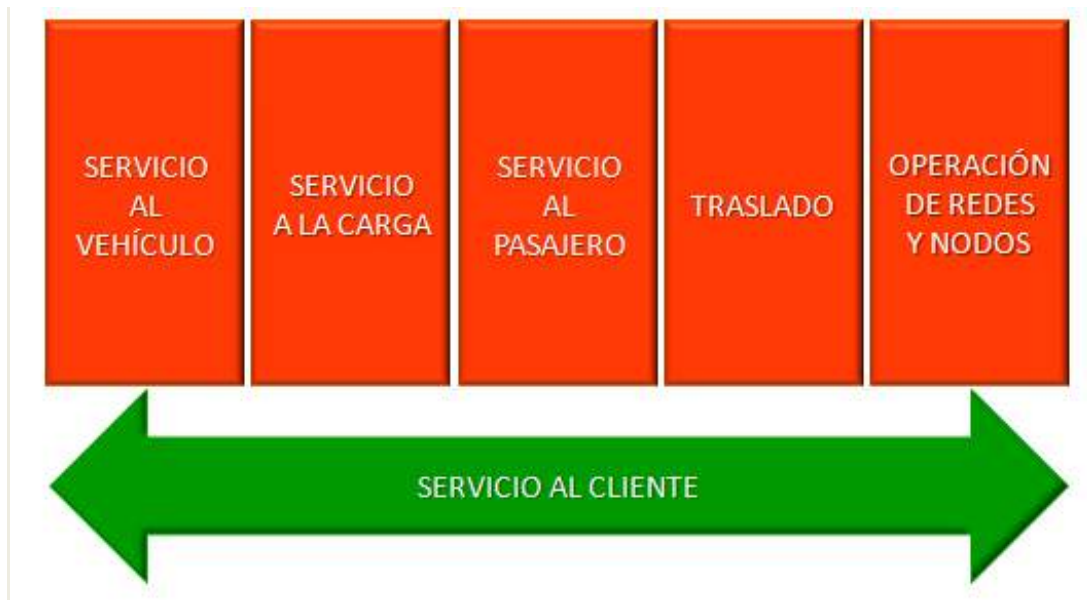 SERVICIO
AL
VEHÍCULO
SERVICIO
A LA CARGA
SERVICIO
AL
PASAJERO
TRASLADO
OPERACIÓN
DE REDES
Y NODOS
SERVICIO AL CLIENTE